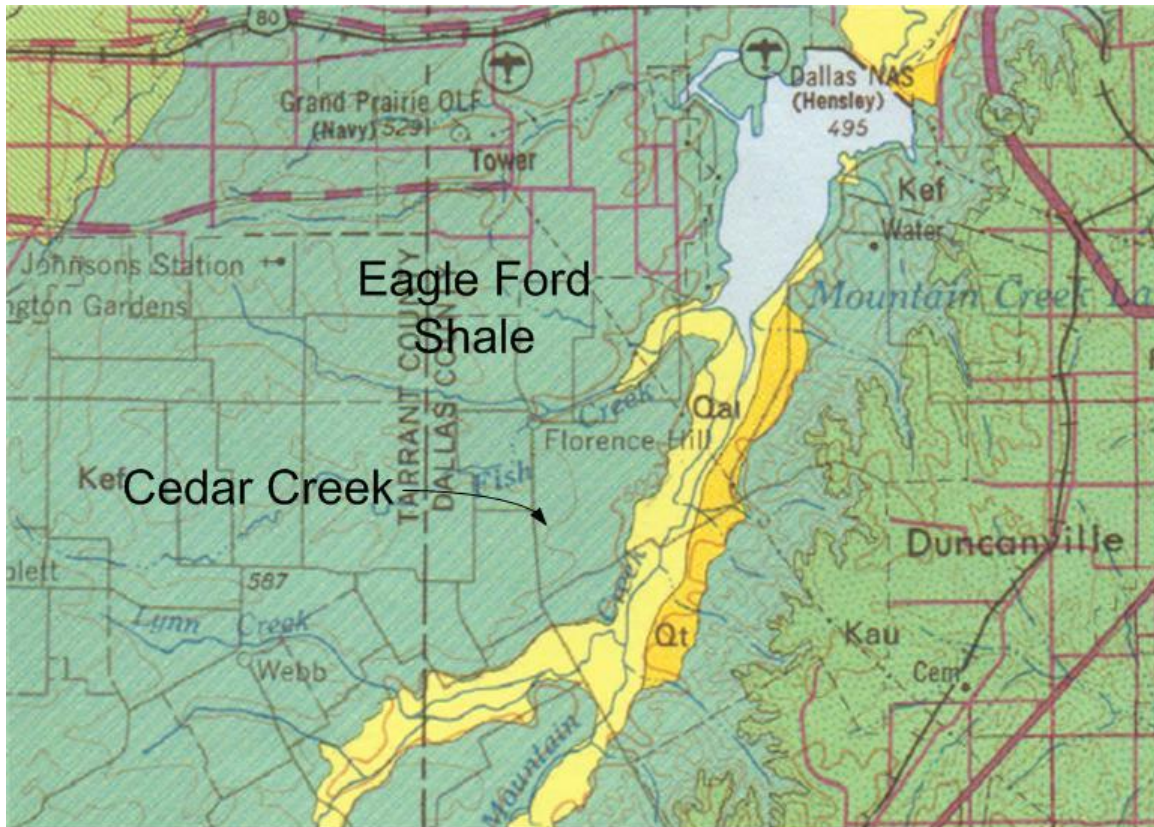 80
Dallas NAS
(Hensley)
495
Grand Prairie OLF
(Navy) 529
Tower
Kef
Water
Johnsons Station
ngton Gardens
Eagle Ford
Shale
Mountain Creek La
TARRANT COUNTY
DALLAS COUNTY
Qal
Creek
Florence Hill
Kef
Cedar Creek
Fish
Duncanville
blett
587
Creek
Lynn Creek
Qt
Kau
Webb
Cem
Mountain